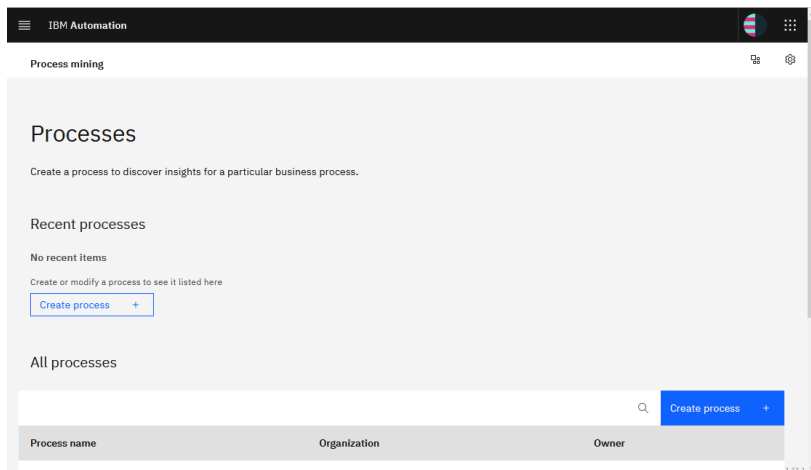 IBM Automation
Process mining
Processes
Create a process to discover insights for a particular business process.
Recent processes
No recent items
Create or modify a process to see it listed here
Create process +
All processes
Create process +
Process name Organization Owner